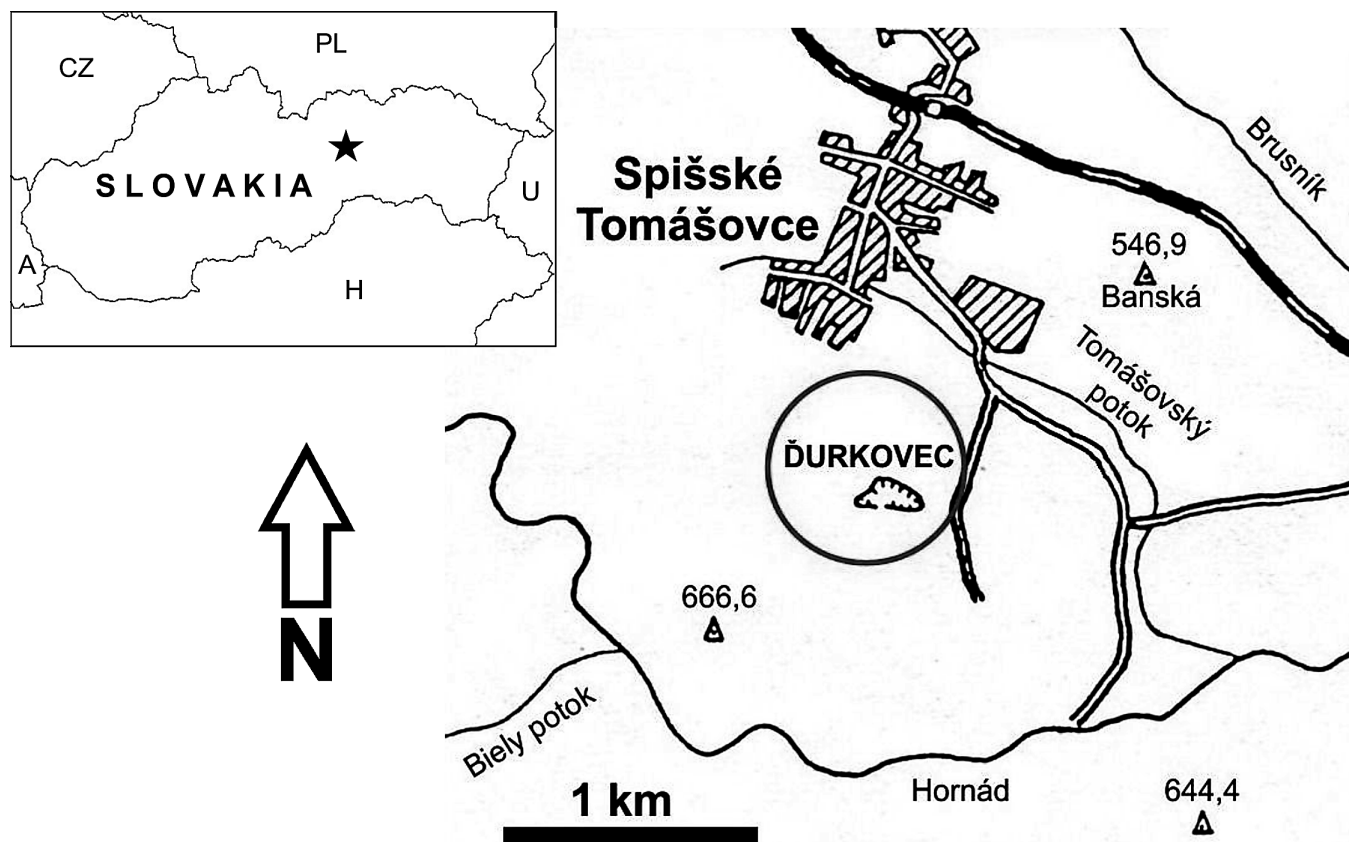 PL
CZ
SLOVAKIA
U
A
H
N
Spišské
Tomášovce
Brusník
546,9
Banská
Tomášovský
potok
ĎURKOVEC
666,6
Biely potok
Hornád
644,4
1 km